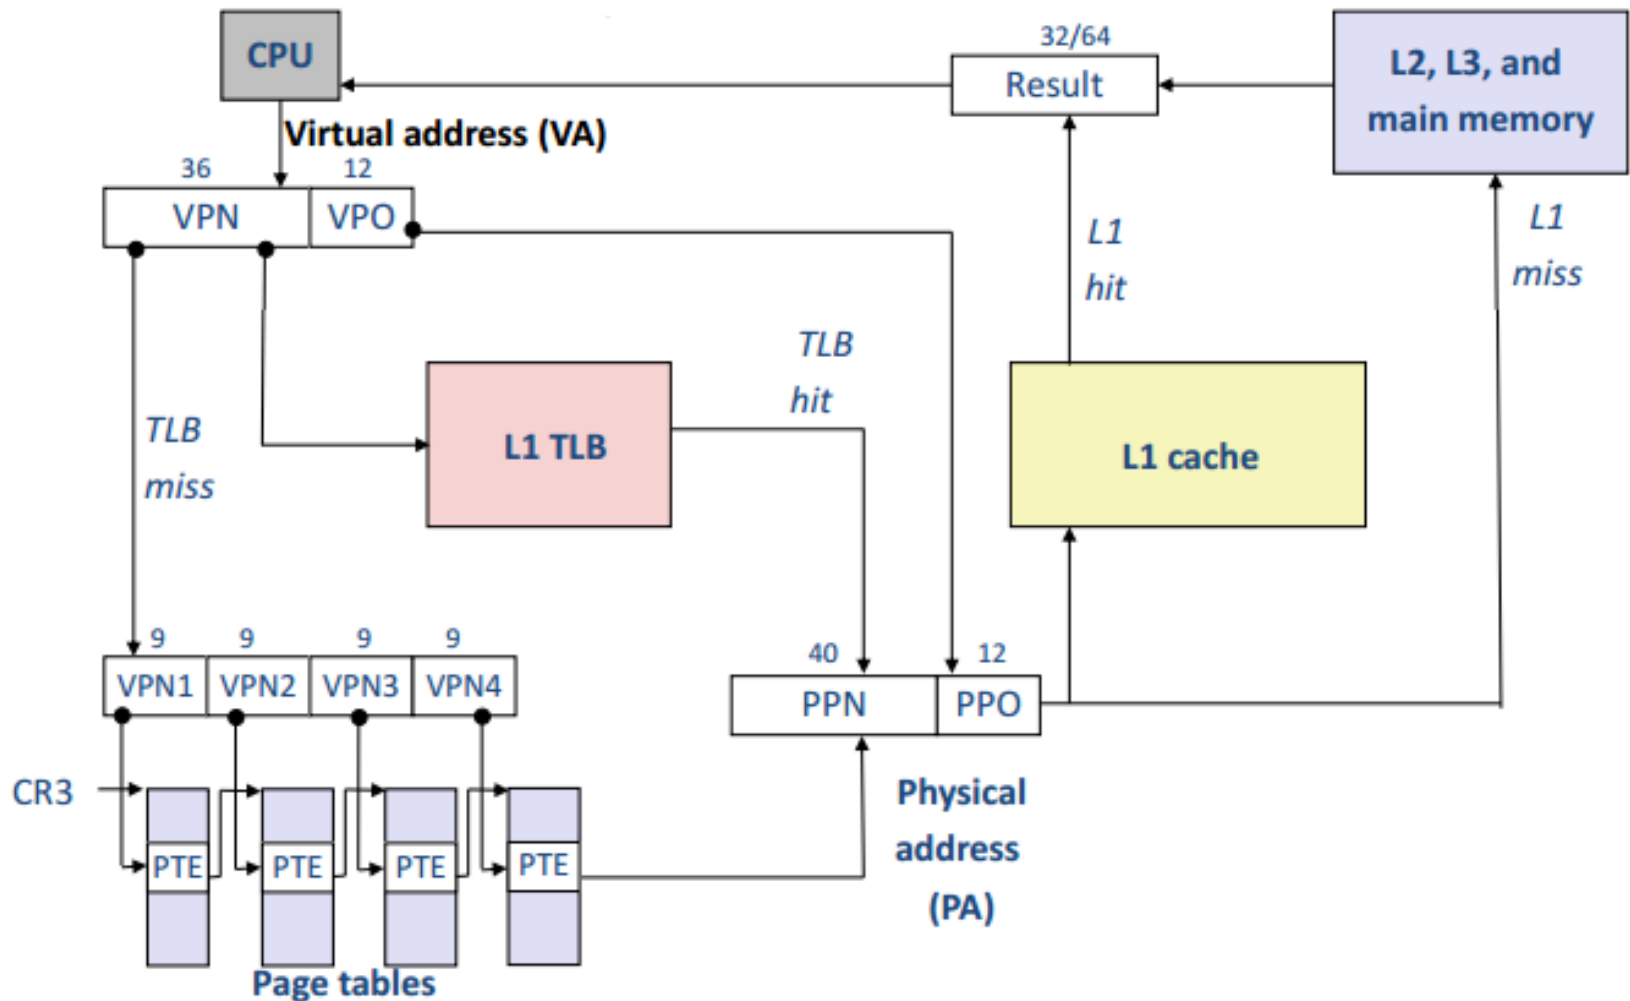 CPU
32/64
Result
L2, L3, and
main memory
Virtual address (VA)
36
12
VPN
VPO
L1
hit
L1
miss
TLB
hit
TLB
miss
L1 TLB
L1 cache
9
9
9
9
VPN1
VPN2
VPN3
VPN4
40
12
PPN
PPO
CR3
PTE
PTE
PTE
PTE
Physical
address
(PA)
Page tables